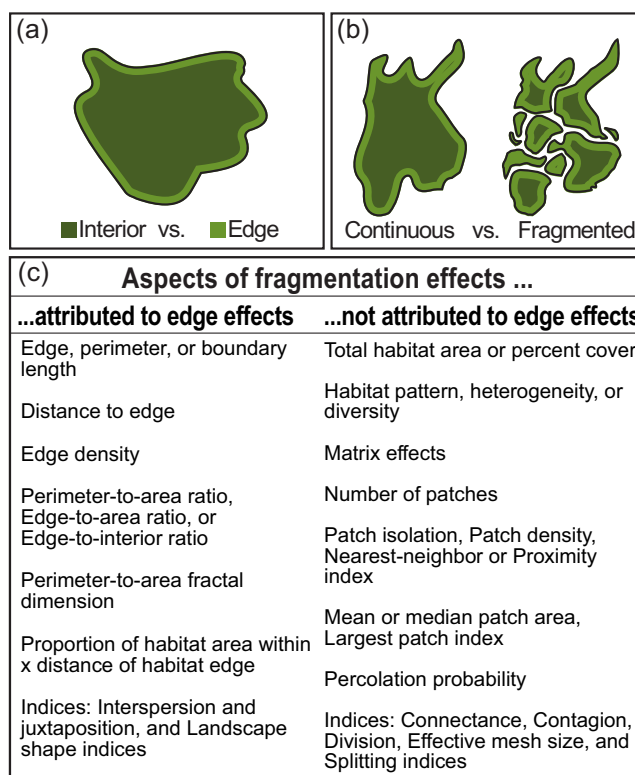 (a)
Interior vs. Edge
(b)
Continuous vs. Fragmented
(c)
Aspects of fragmentation effects ...
...attributed to edge effects
Edge, perimeter, or boundary
length
Distance to edge
Edge density
Perimeter-to-area ratio,
Edge-to-area ratio, or
Edge-to-interior ratio
Perimeter-to-area fractal
dimension
Proportion of habitat area within
x distance of habitat edge
Indices: Interspersion and
juxtaposition, and Landscape
shape indices
...not attributed to edge effects
Total habitat area or percent cover
Habitat pattern, heterogeneity, or
diversity
Matrix effects
Number of patches
Patch isolation, Patch density,
Nearest-neighbor or Proximity
index
Mean or median patch area,
Largest patch index
Percolation probability
Indices: Connectance, Contagion,
Division, Effective mesh size, and
Splitting indices